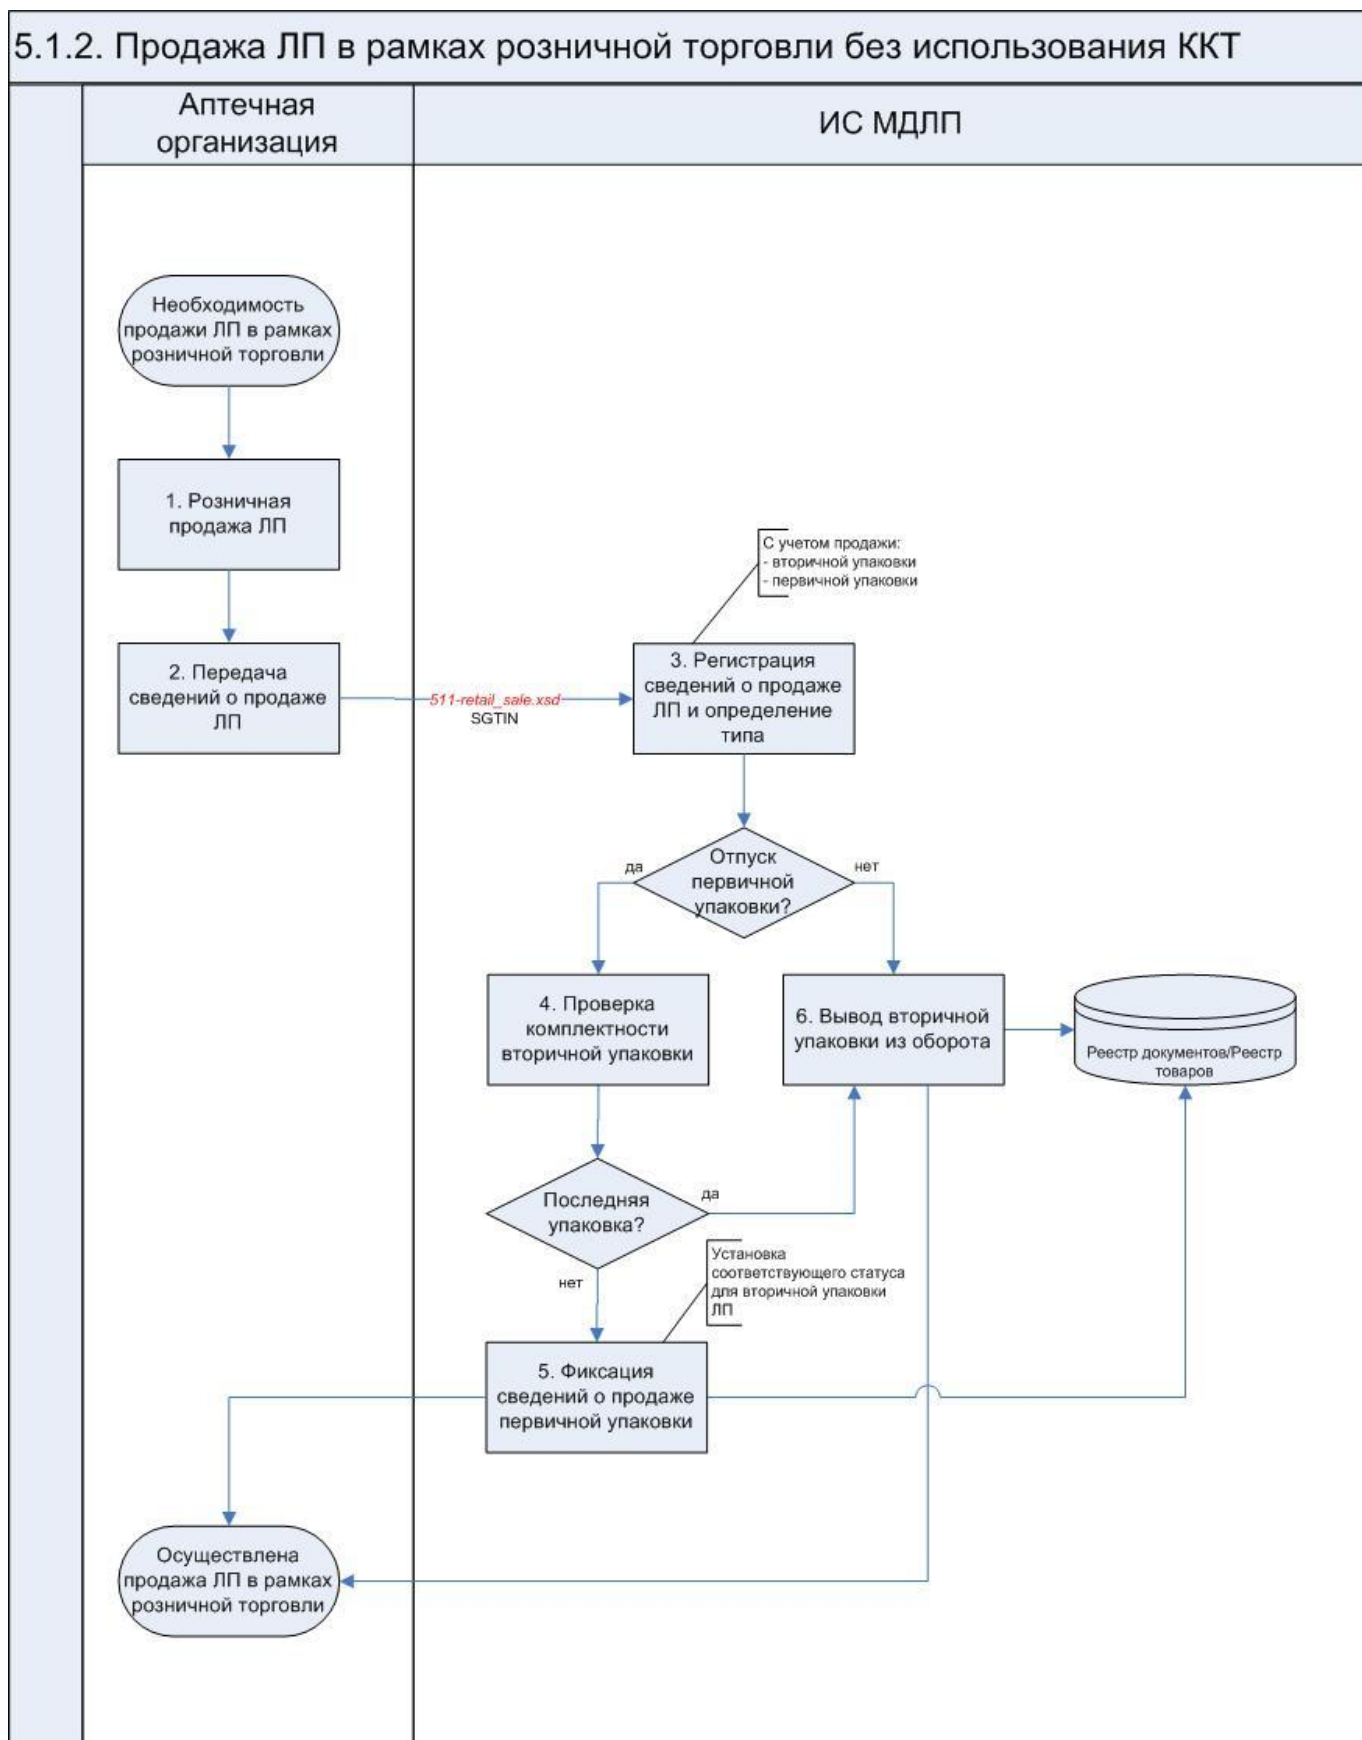 5.1.2. Продажа ЛП в рамках розничной торговли без использования ККТ
Аптечная
организация
ИС МДЛП
Необходимость
продажи ЛП в рамках
розничной торговли
1. Розничная
продажа ЛП
С учетом продажи:
- вторичной упаковки
- первичной упаковки
2. Передача
сведений о продаже
ЛП
511-retail_sale.xsd
SGTIN
3. Регистрация
сведений о продаже
ЛП и определение
типа
да
Отпуск
первичной
упаковки?
нет
4. Проверка
комплектности
вторичной упаковки
6. Вывод вторичной
упаковки из оборота
Реестр документов/Реестр
товаров
Последняя
упаковка?
да
нет
Установка
соответствующего статуса
для вторичной упаковки
ЛП
5. Фиксация
сведений о продаже
первичной упаковки
Осуществлена
продажа ЛП в рамках
розничной торговли